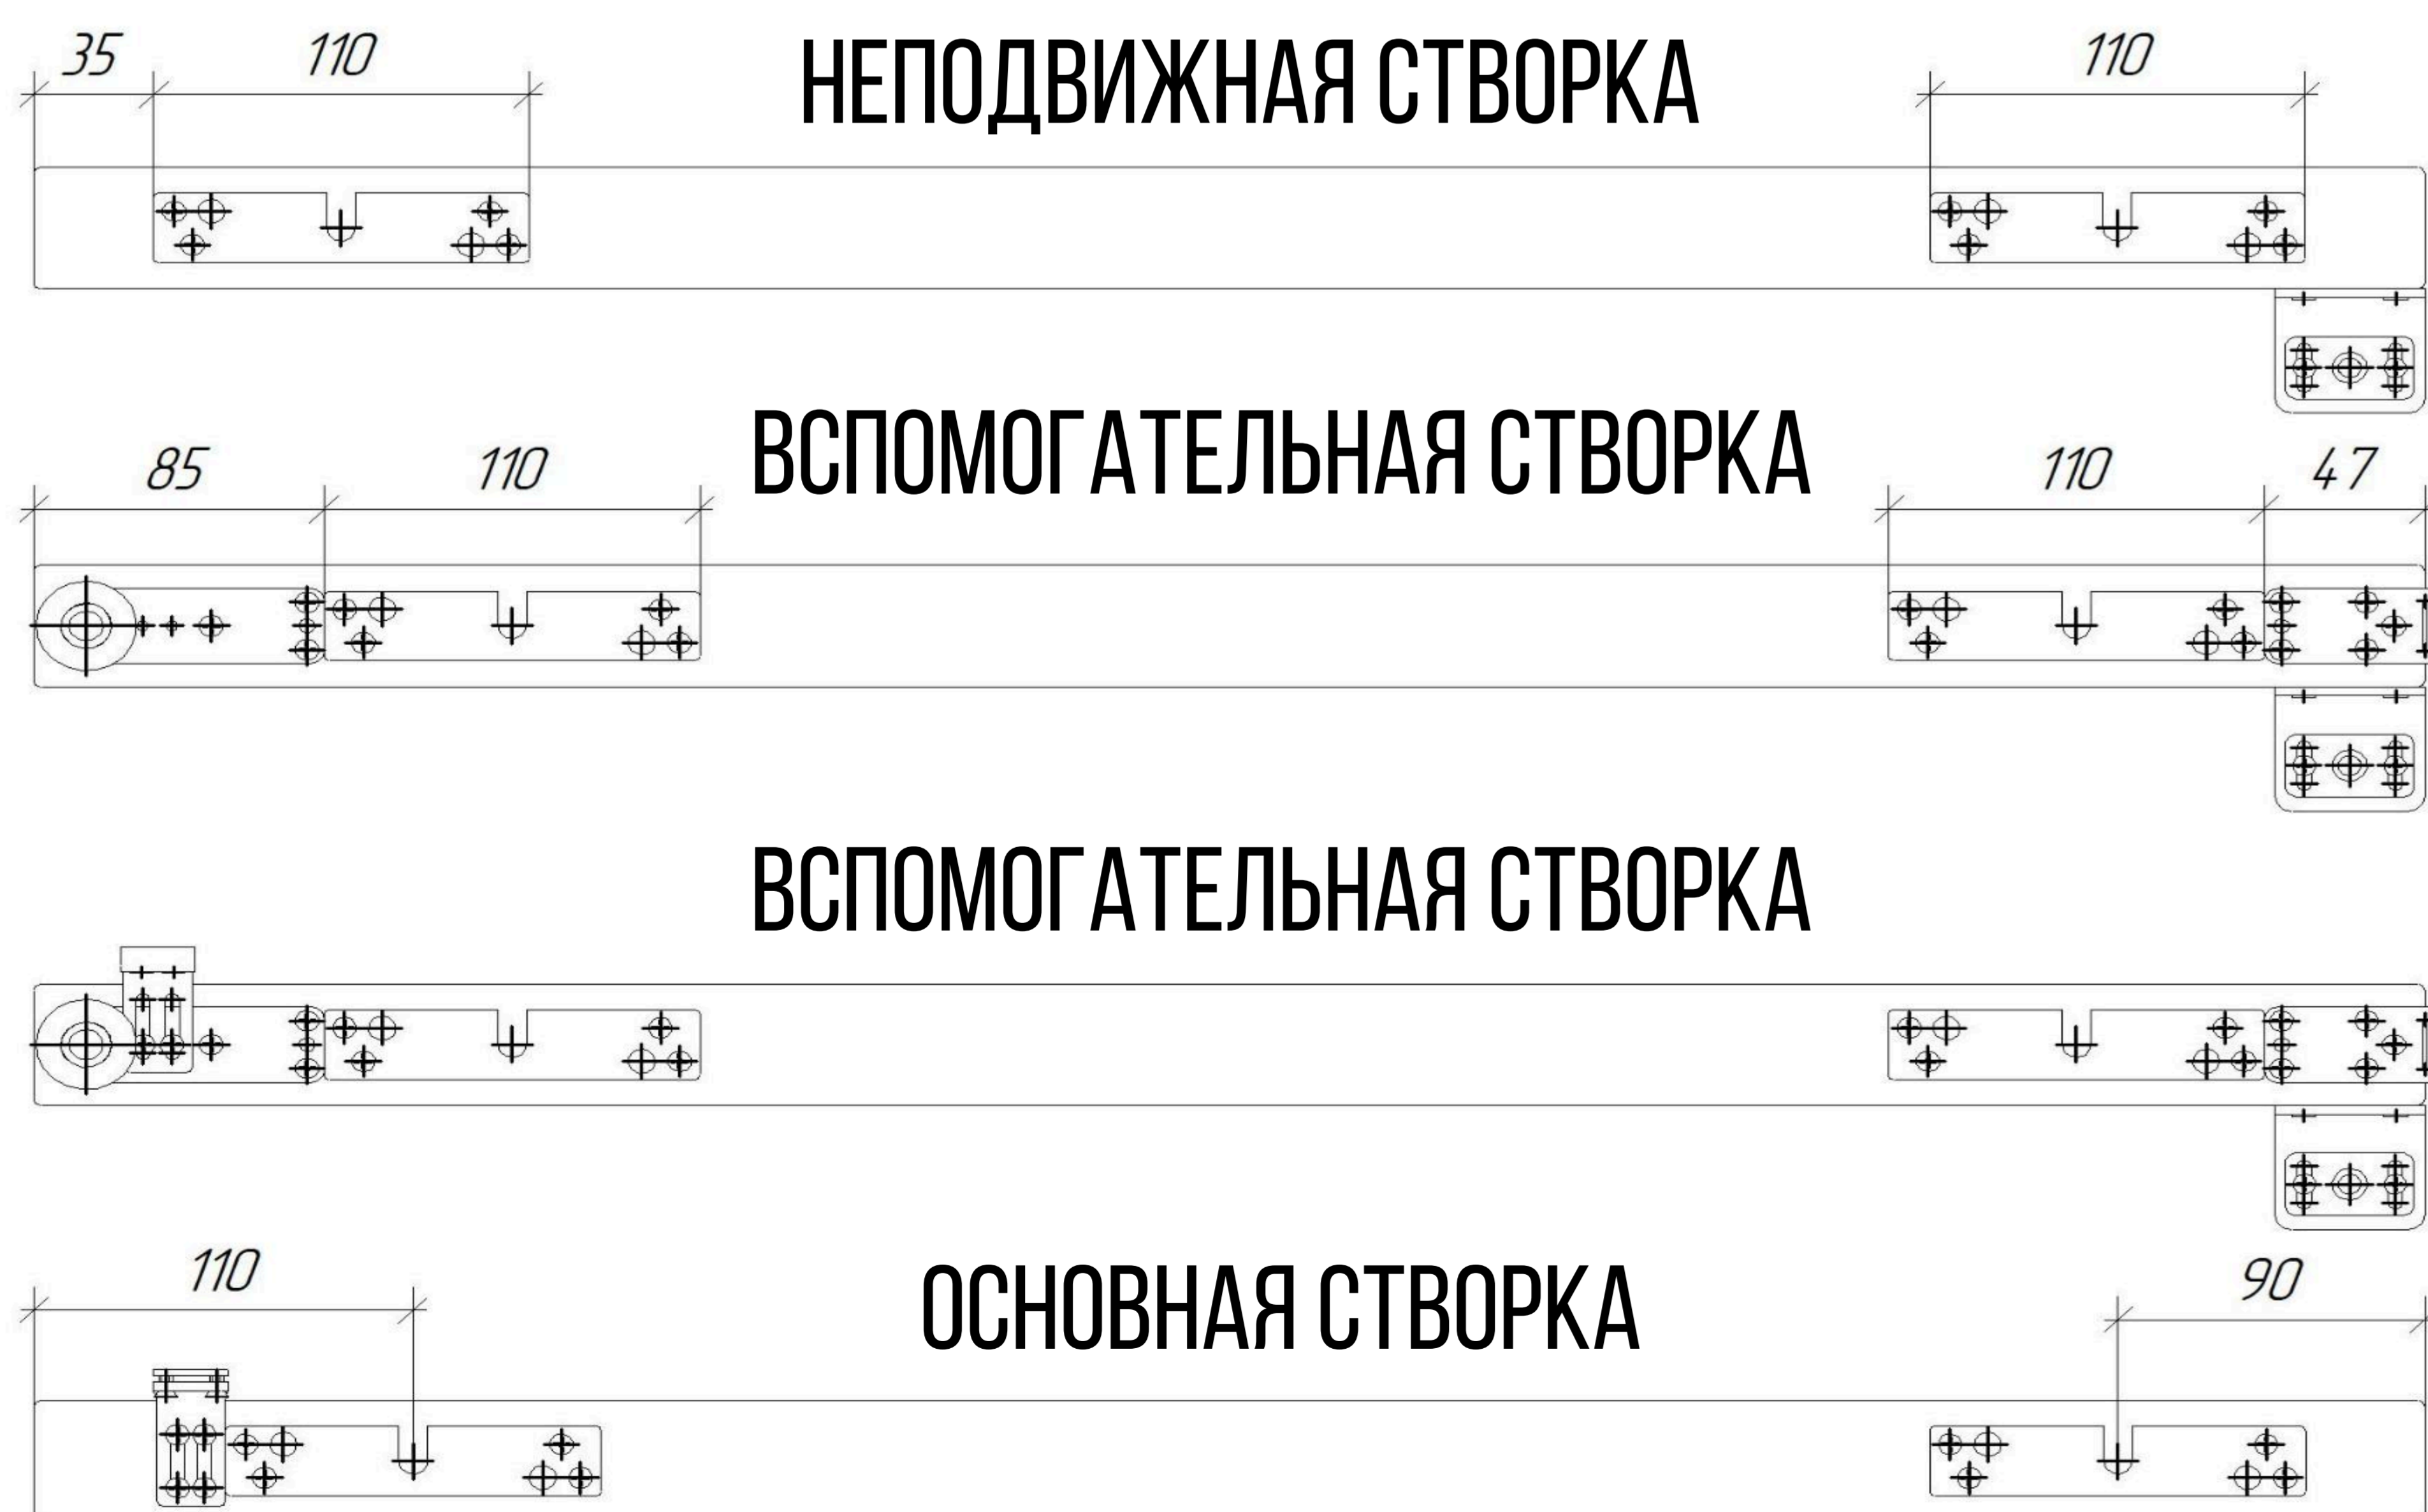 35 110 НЕПОДВИЖНАЯ СТВОРКА 110
ВСПОМОГАТЕЛЬНАЯ СТВОРКА
85 110 110 47
ВСПОМОГАТЕЛЬНАЯ СТВОРКА
110 ОСНОВНАЯ СТВОРКА 90